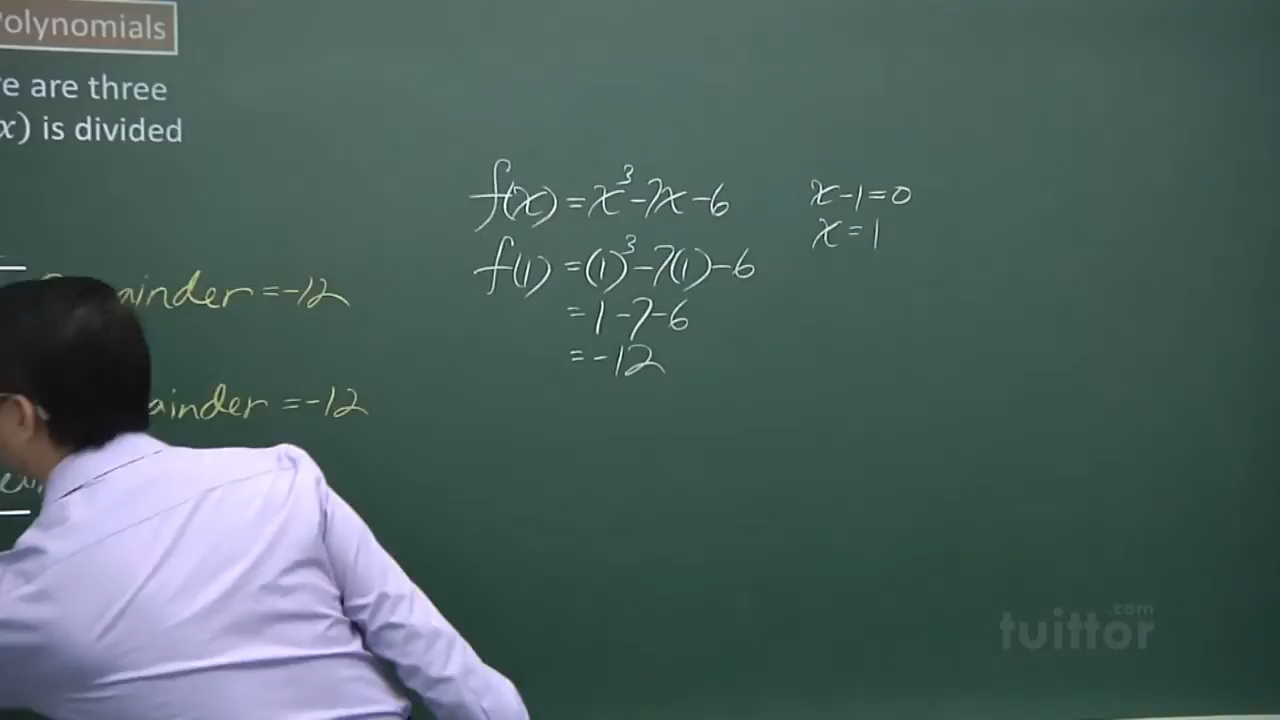 olynomials
e are three
x) is divided
f(x) = x³ - 7x - 6
x - 1 = 0
f(1) = (1)³ - 7(1) - 6
x = 1
ainder = -12
= 1 - 7 - 6
= -12
ainder = -12
tuittor.com